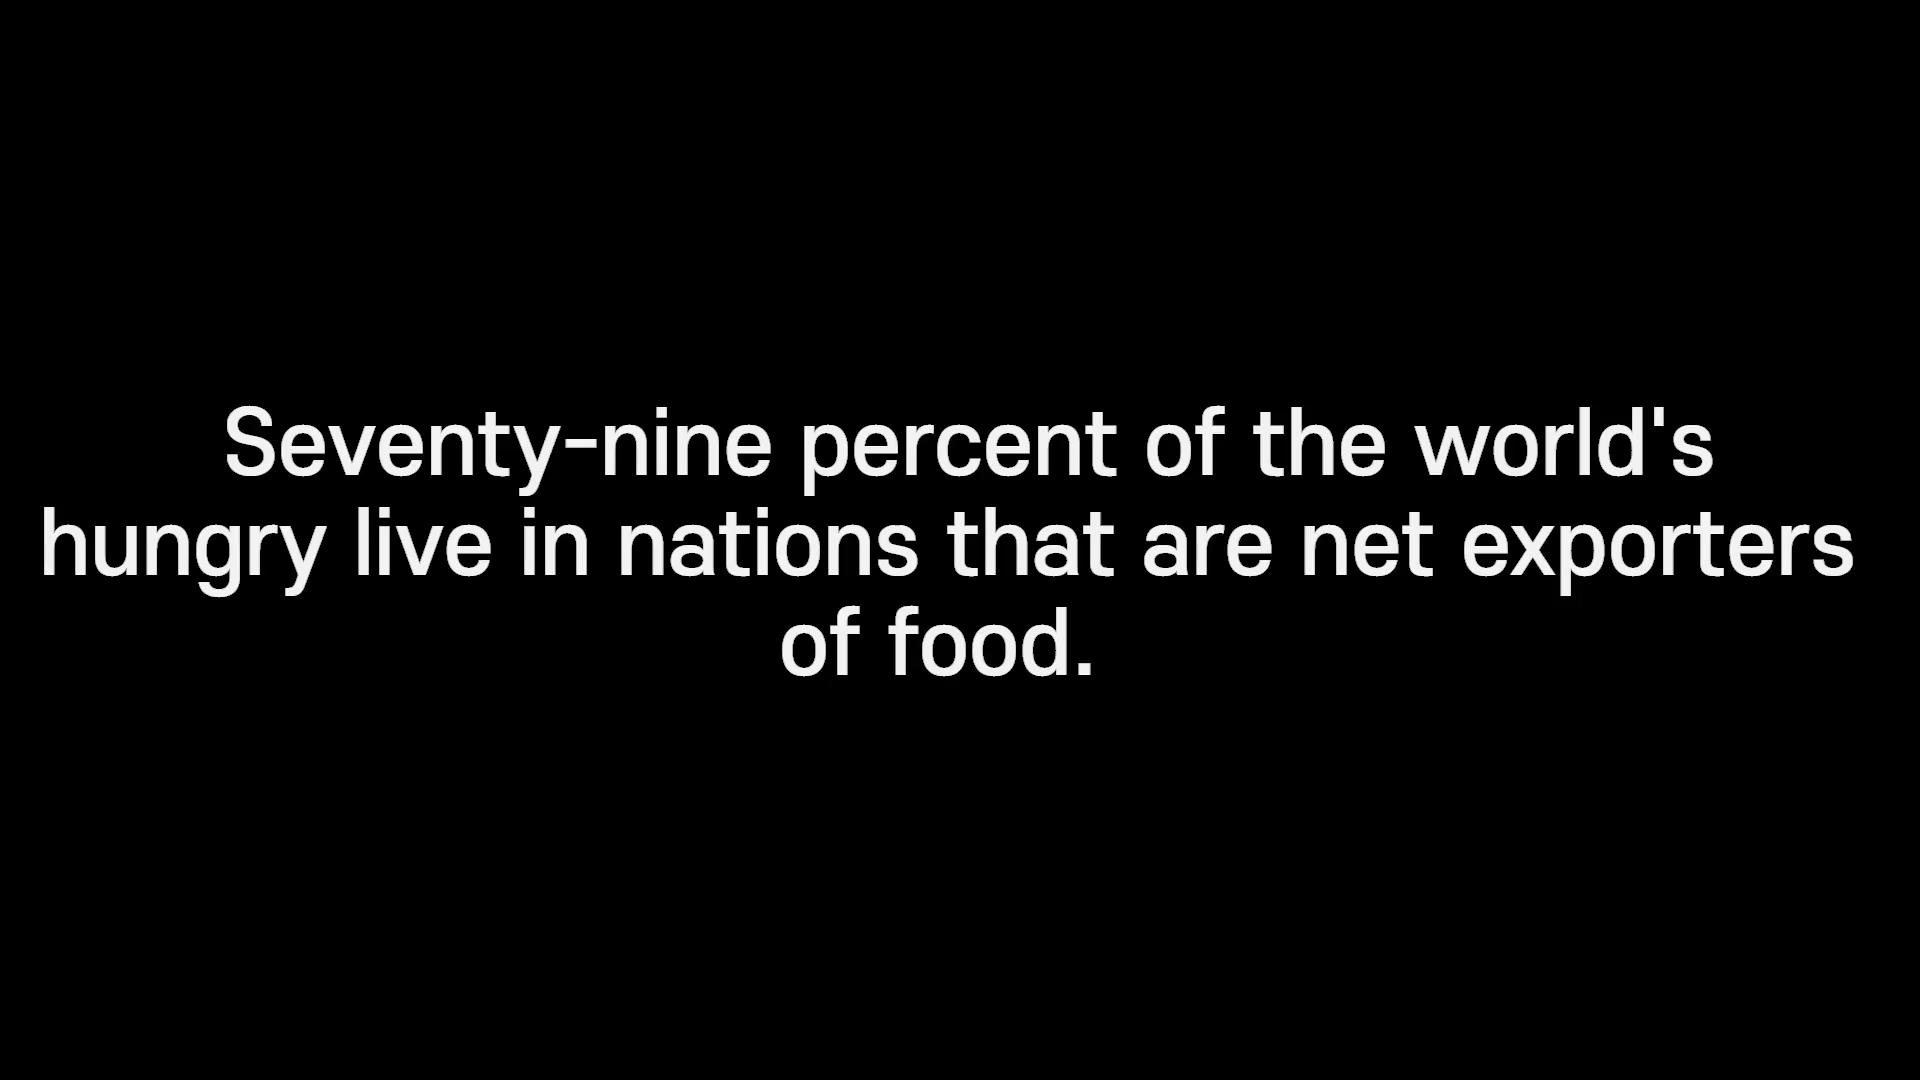 Seventy-nine percent of the world's
hungry live in nations that are net exporters
of food.